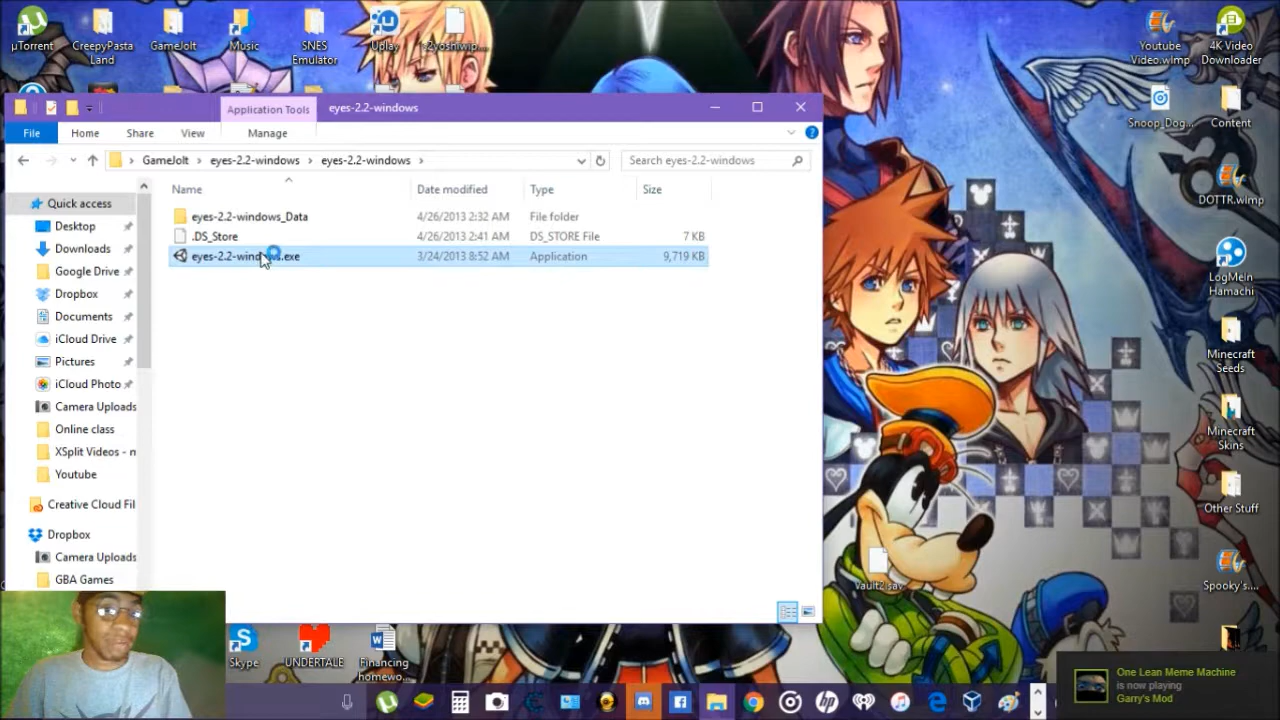 µTorrent
CreepyPasta
Land
GameJolt
Music
SNES
Emulator
Uplay
Youtube
Video.wlmp
4K Video
Downloader
Application Tools
eyes-2.2-windows
File
Home
Share
View
Manage
GameJolt
eyes-2.2-windows
eyes-2.2-windows
Search eyes-2.2-windows
Name
Date modified
Type
Size
eyes-2.2-windows_Data
4/26/2013 2:32 AM
File folder
.DS_Store
4/26/2013 2:41 AM
DS_STORE File
7 KB
3/24/2013 8:52 AM
Application
9,719 KB
Quick access
Desktop
Downloads
Google Drive
Dropbox
Documents
iCloud Drive
Pictures
iCloud Photo
Camera Uploads
Online class
XSplit Videos - m
Youtube
Creative Cloud Fil
Dropbox
Camera Uploads
GBA Games
Snoop_Dog...
Content
DOTTR.wlmp
LogMeIn
Hamachi
Minecraft
Seeds
Minecraft
Skins
Other Stuff
Spooky's....
Vault2.sav
Skype
UNDERTALE
Financing
homewo...
One Lean Meme Machine
is now playing
Garry's Mod